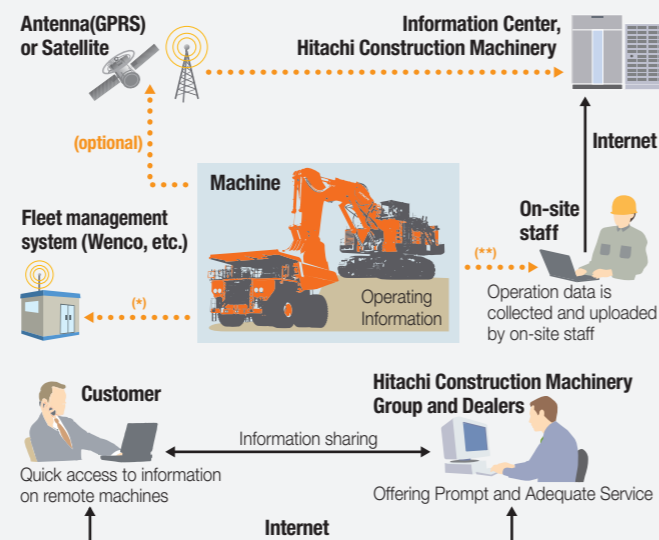 Antenna(GPRS)
or Satellite
Information Center,
Hitachi Construction Machinery
(optional)
Internet
Machine
Fleet management
system (Wenco, etc.)
On-site
staff
(**)
(*)
Operating
Information
Operation data is
collected and uploaded
by on-site staff
Customer
Hitachi Construction Machinery
Group and Dealers
Information sharing
Quick access to information
on remote machines
Offering Prompt and Adequate Service
Internet